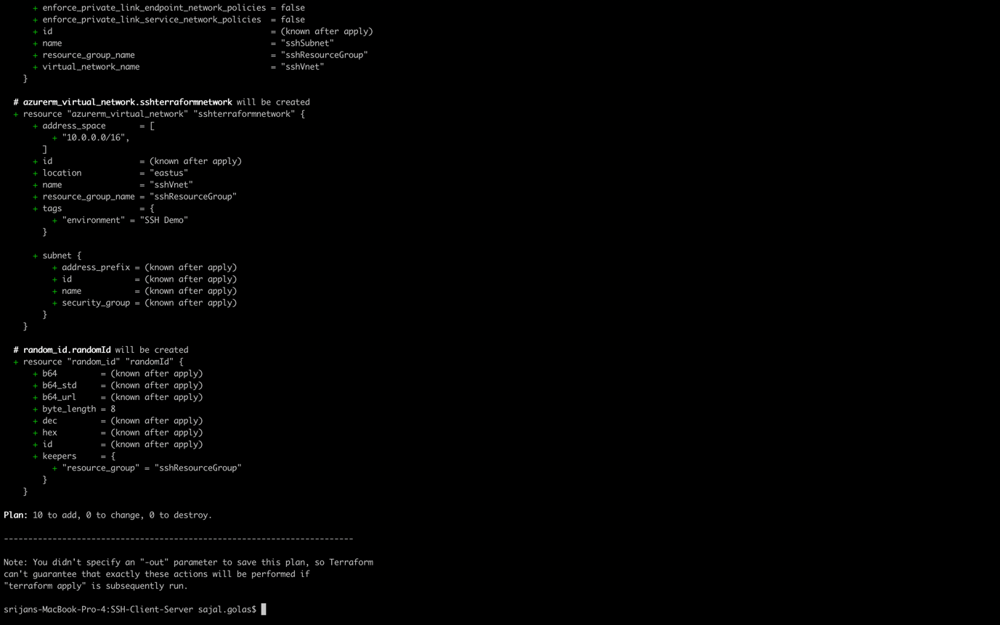 + enforce_private_link_endpoint_network_policies = false
      + enforce_private_link_service_network_policies  = false
      + id                                             = (known after apply)
      + name                                           = "sshSubnet"
      + resource_group_name                            = "sshResourceGroup"
      + virtual_network_name                           = "sshVnet"
    }

  # azurerm_virtual_network.sshterraformnetwork will be created
  + resource "azurerm_virtual_network" "sshterraformnetwork" {
      + address_space       = [
          + "10.0.0.0/16",
        ]
      + id                  = (known after apply)
      + location            = "eastus"
      + name                = "sshVnet"
      + resource_group_name = "sshResourceGroup"
      + tags                = {
          + "environment" = "SSH Demo"
        }

      + subnet {
          + address_prefix = (known after apply)
          + id             = (known after apply)
          + name           = (known after apply)
          + security_group = (known after apply)
        }
    }

  # random_id.randomId will be created
  + resource "random_id" "randomId" {
      + b64         = (known after apply)
      + b64_std     = (known after apply)
      + b64_url     = (known after apply)
      + byte_length = 8
      + dec         = (known after apply)
      + hex         = (known after apply)
      + id          = (known after apply)
      + keepers     = {
          + "resource_group" = "sshResourceGroup"
        }
    }

Plan: 10 to add, 0 to change, 0 to destroy.

------------------------------------------------------------------------

Note: You didn't specify an "-out" parameter to save this plan, so Terraform
can't guarantee that exactly these actions will be performed if
"terraform apply" is subsequently run.

srijans-MacBook-Pro-4:SSH-Client-Server sajal.golas$